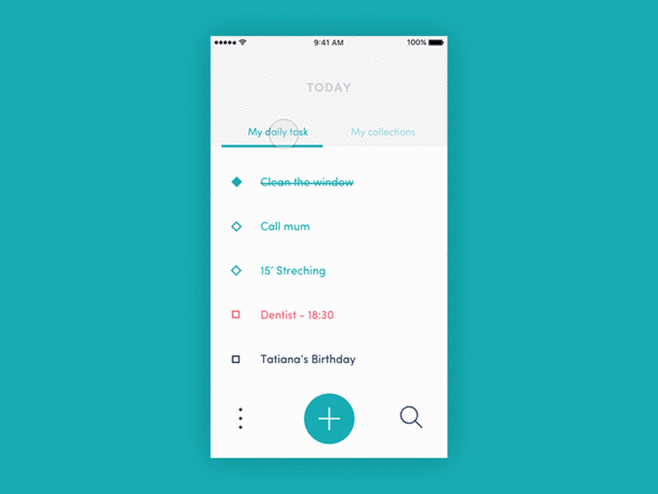 9:41 AM 100%
TODAY
My daily task My collections
Clean the window
Call mum
15' Streching
Dentist - 18:30
Tatiana's Birthday